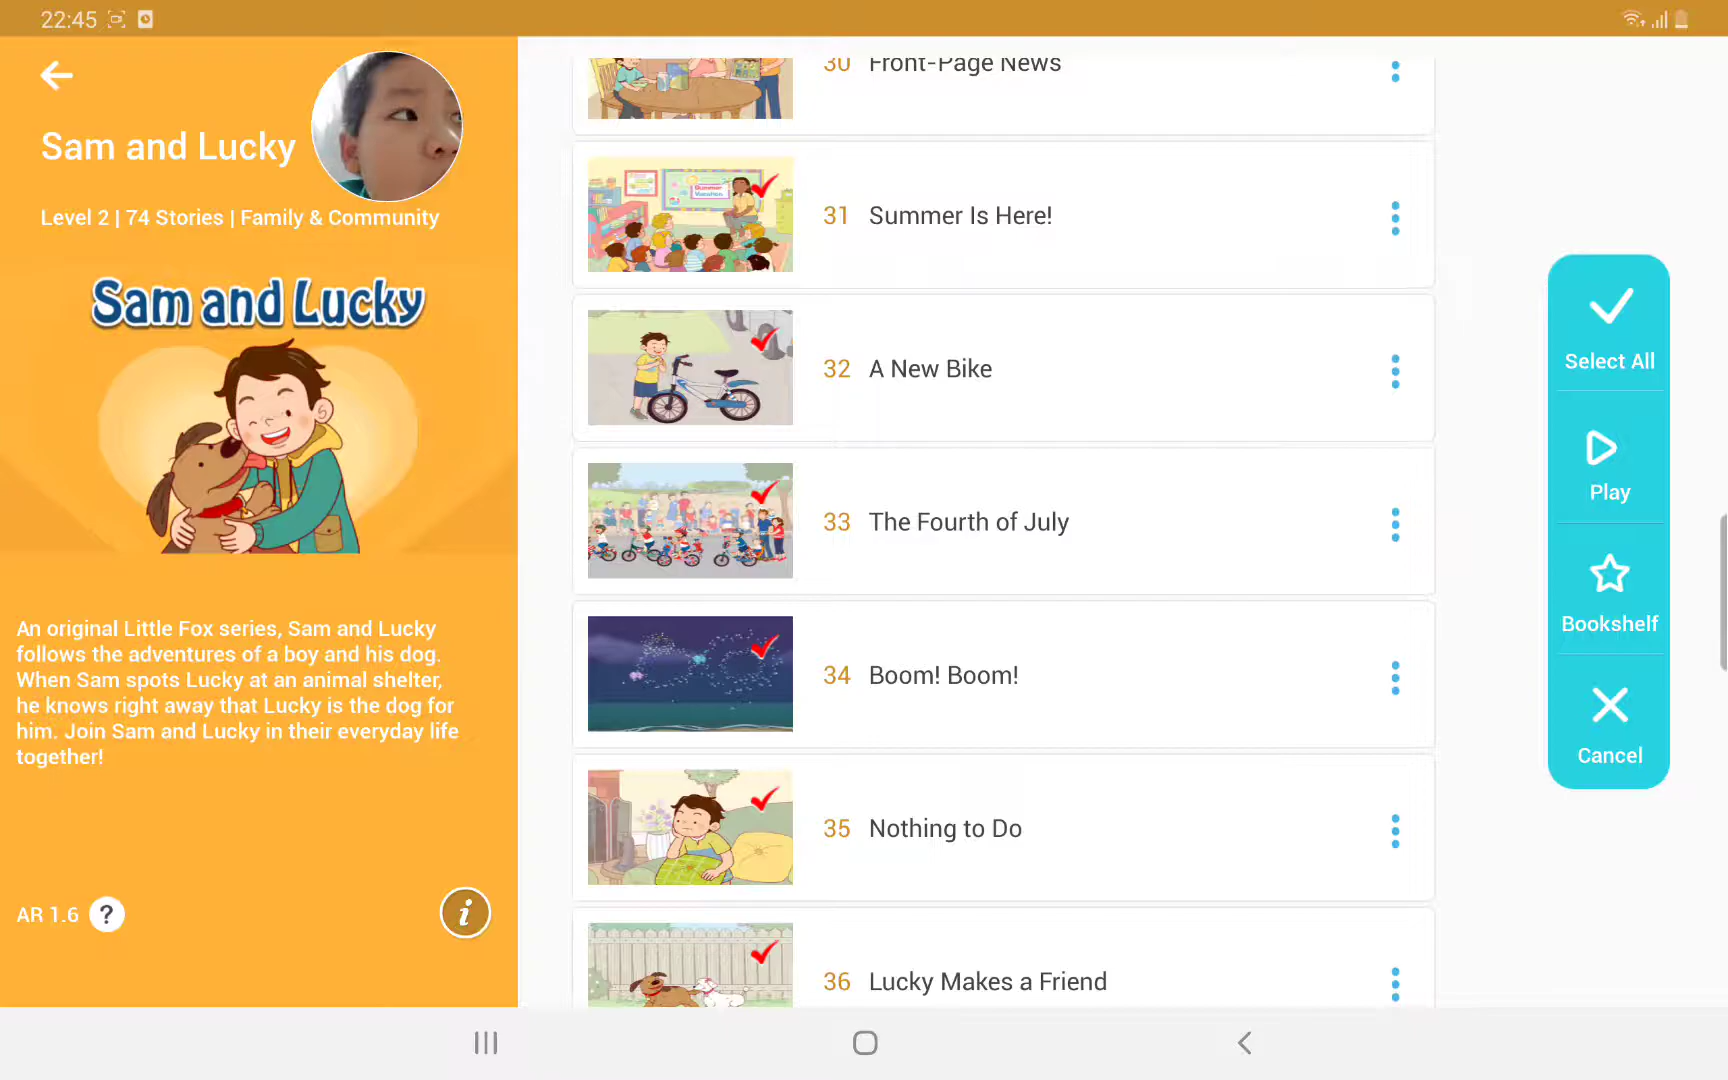 22:45
Sam and Lucky
Level 2 | 74 Stories | Family & Community
Sam and Lucky
An original Little Fox series, Sam and Lucky
follows the adventures of a boy and his dog.
When Sam spots Lucky at an animal shelter,
he knows right away that Lucky is the dog for
him. Join Sam and Lucky in their everyday life
together!
AR 1.6 ?
i
30 Front-Page News
Summer
Vacation
31 Summer Is Here!
32 A New Bike
33 The Fourth of July
34 Boom! Boom!
35 Nothing to Do
36 Lucky Makes a Friend
Select All
Play
Bookshelf
Cancel